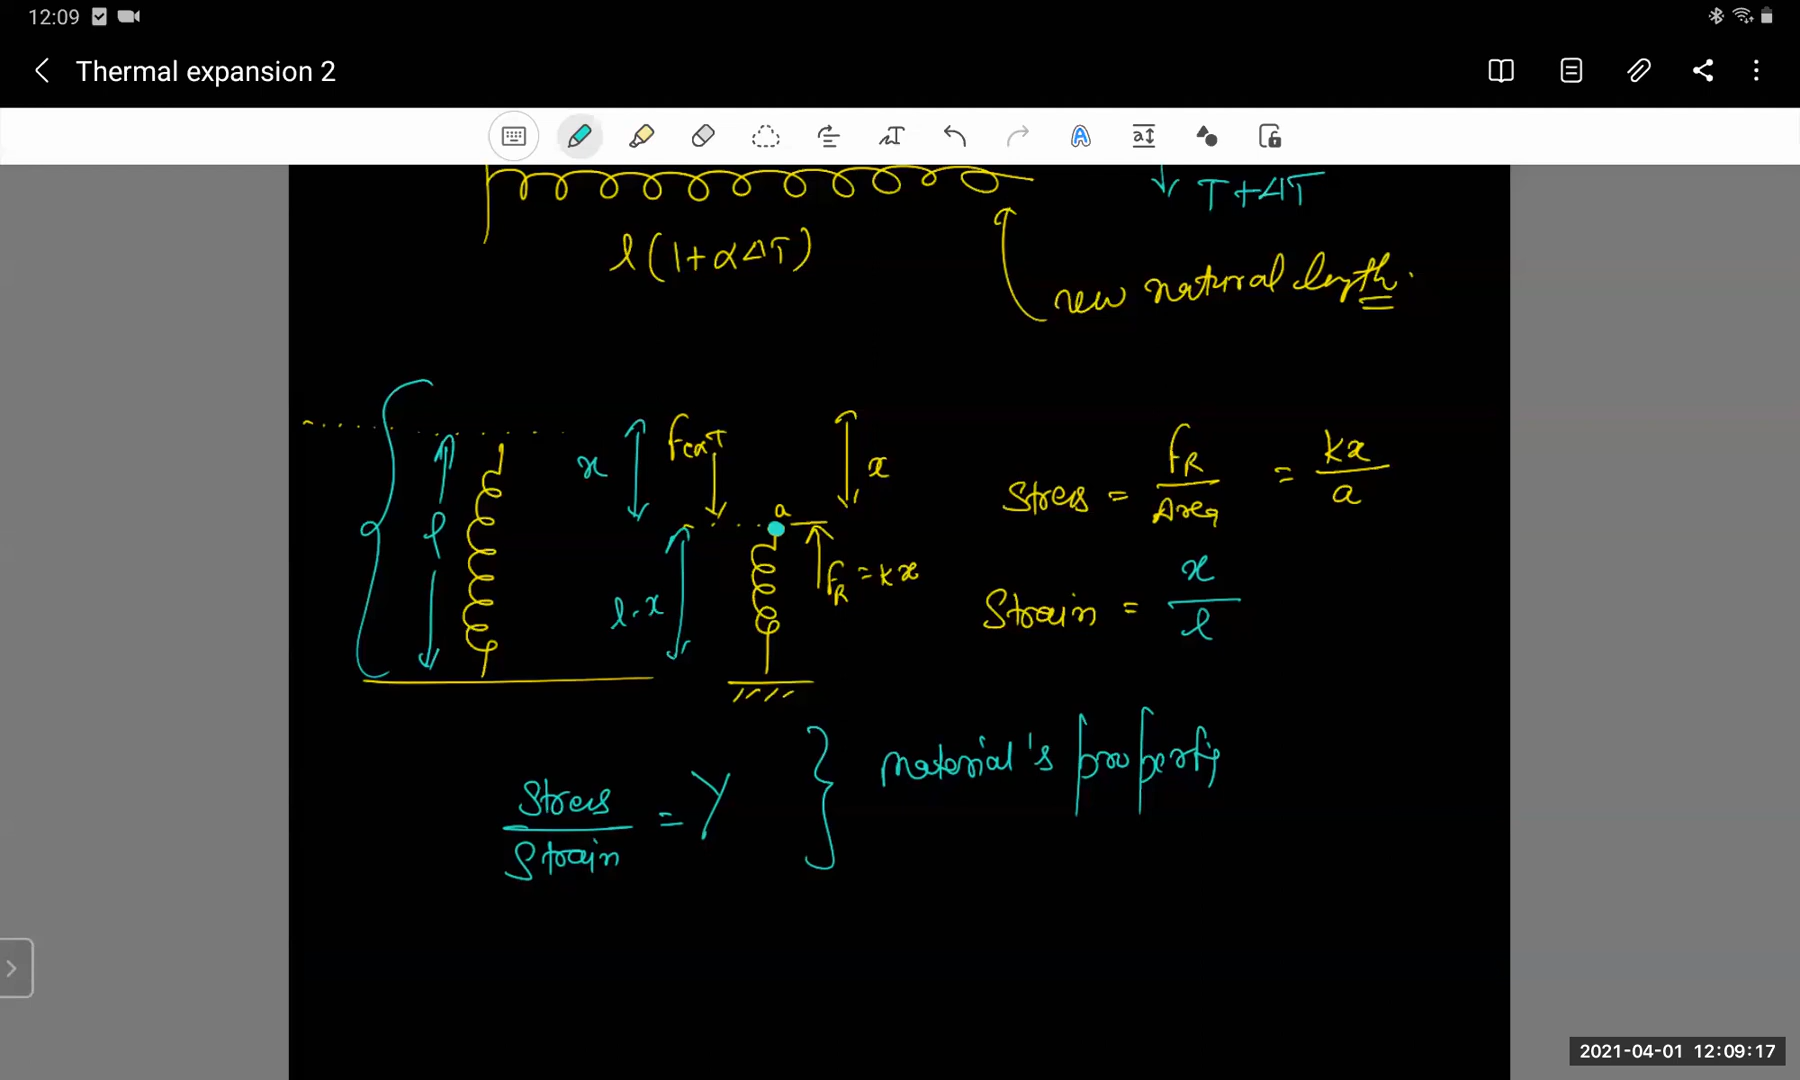 12:09
Thermal expansion 2
T+ΔT
l(1+αΔT)
new natural length.
x
Fext
x
l
a
l-x
FR = kx
Stress = FR/Area = kx/a
Strain = x/l
Stress/Strain = Y } material's property
2021-04-01 12:09:17